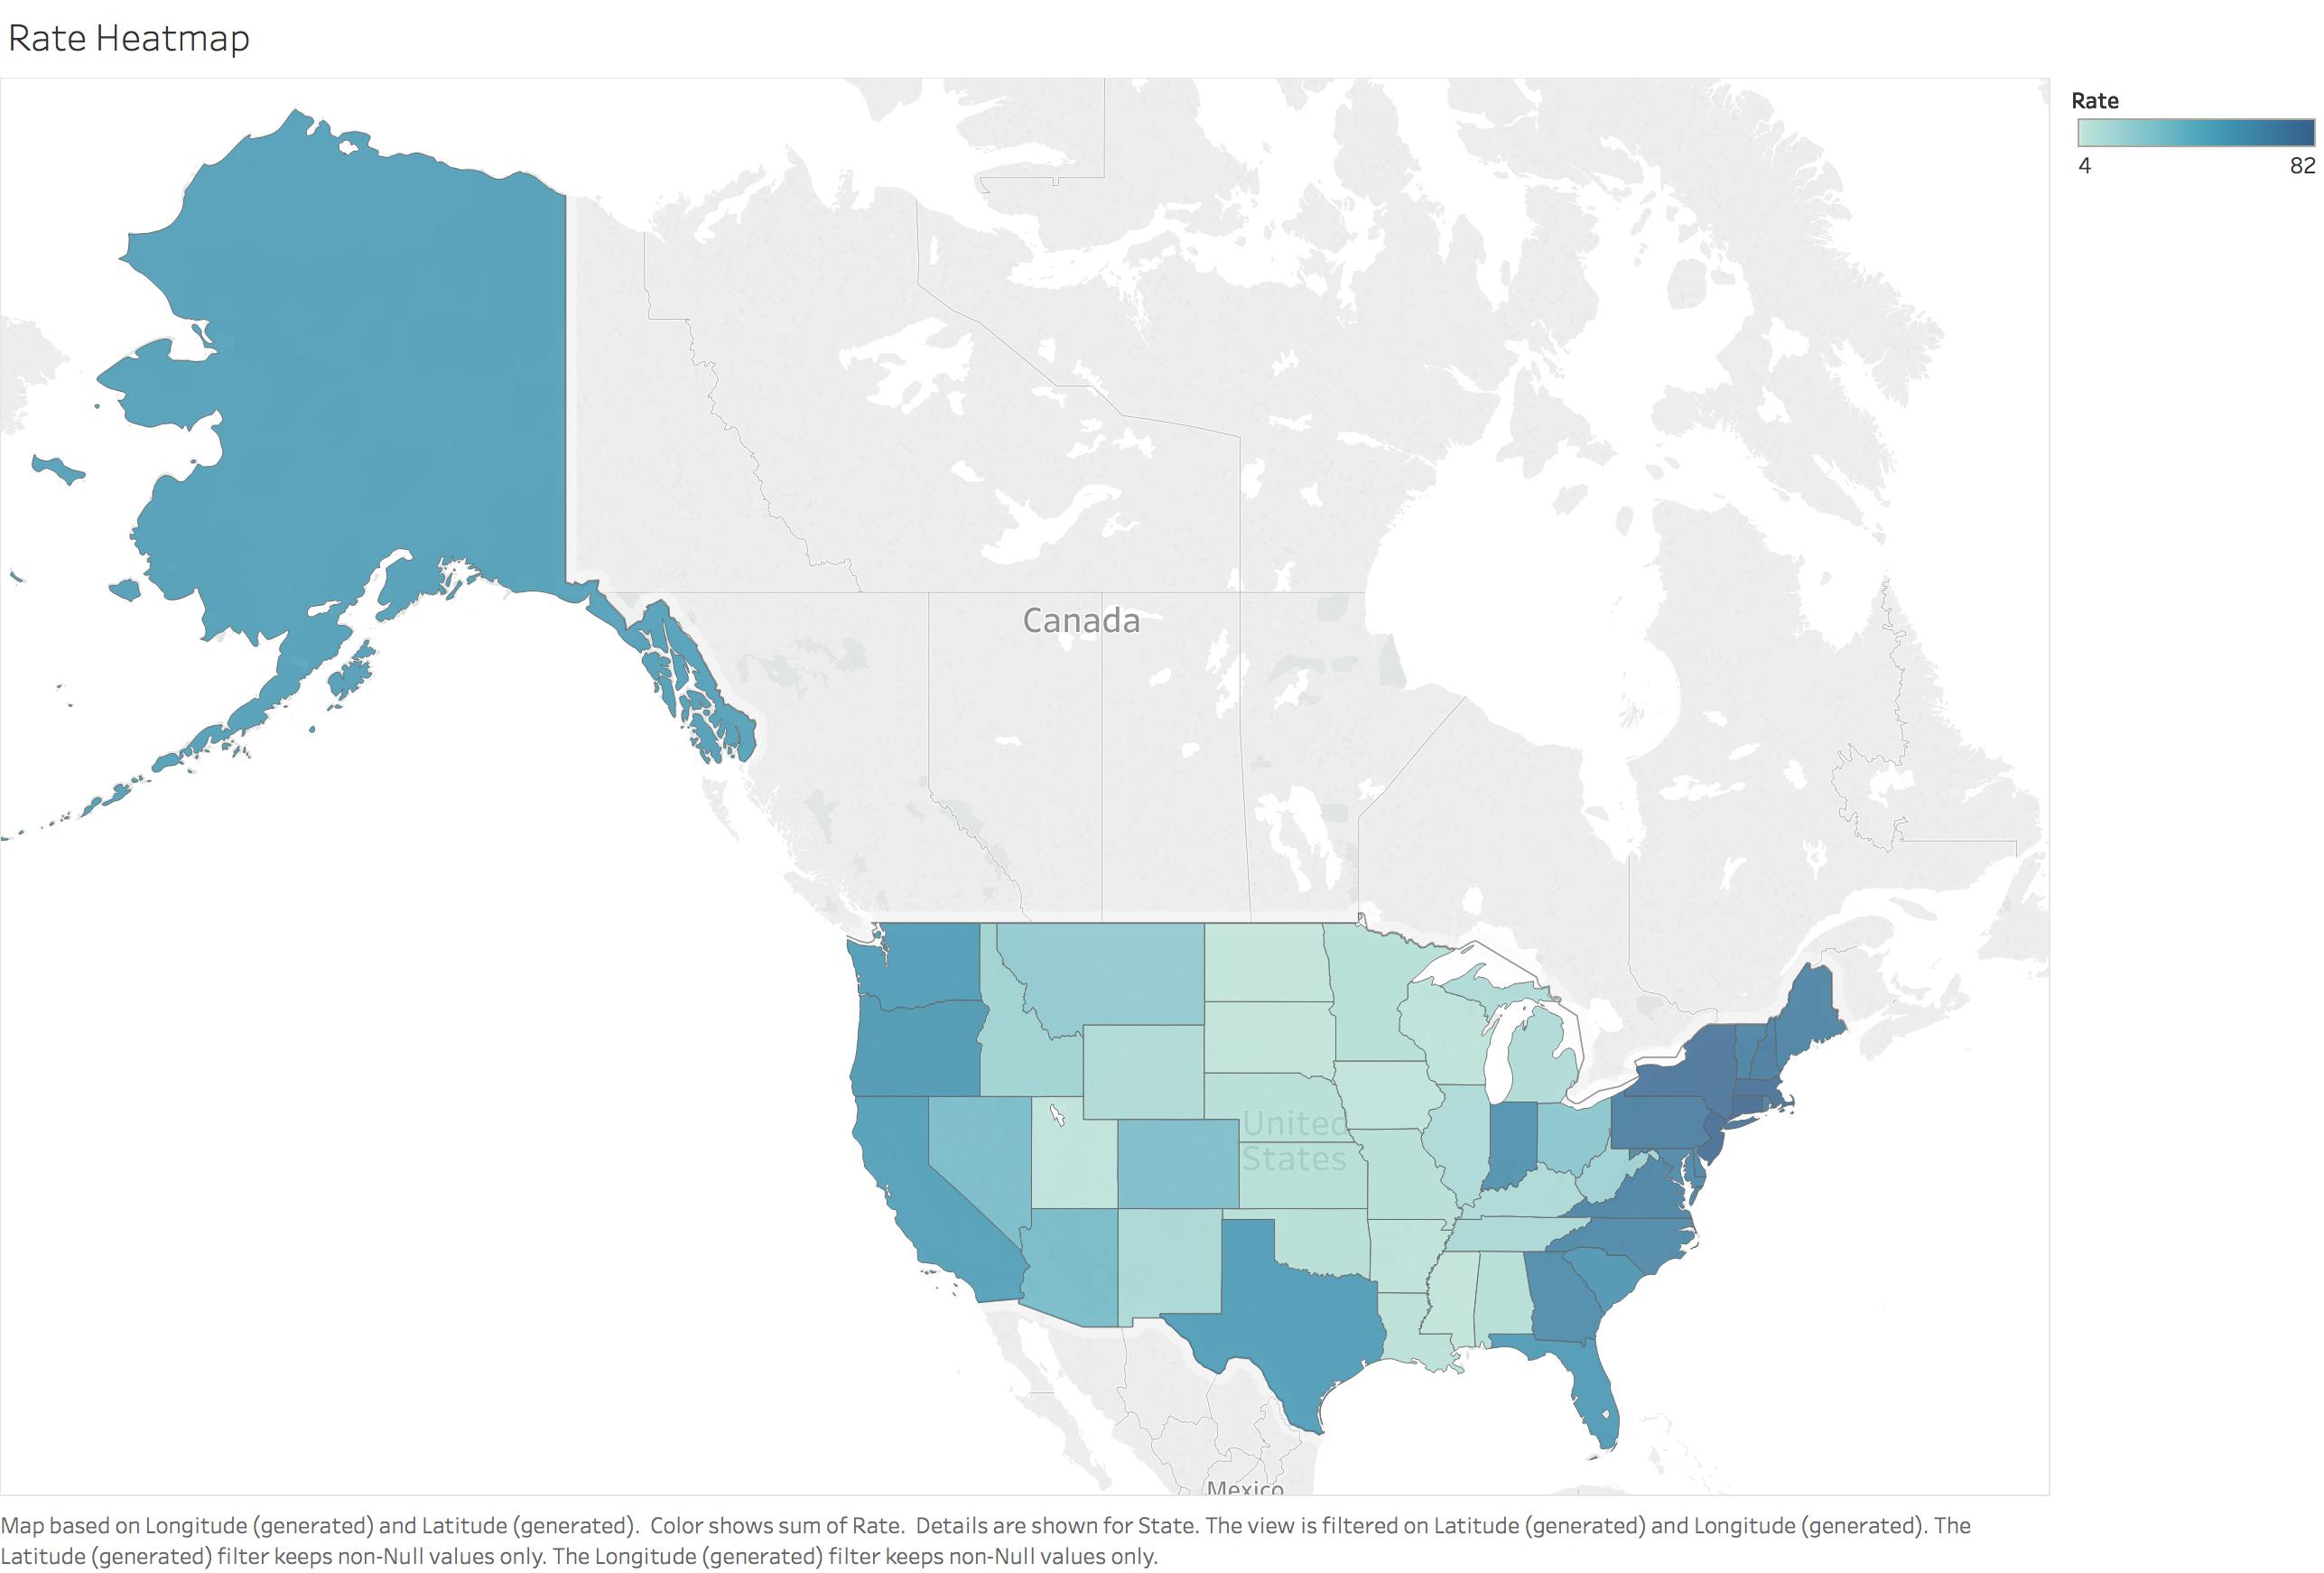 Rate Heatmap
Rate
4
82
Canada
United
States
Mexico
Map based on Longitude (generated) and Latitude (generated).  Color shows sum of Rate.  Details are shown for State. The view is filtered on Latitude (generated) and Longitude (generated). The
Latitude (generated) filter keeps non-Null values only. The Longitude (generated) filter keeps non-Null values only.